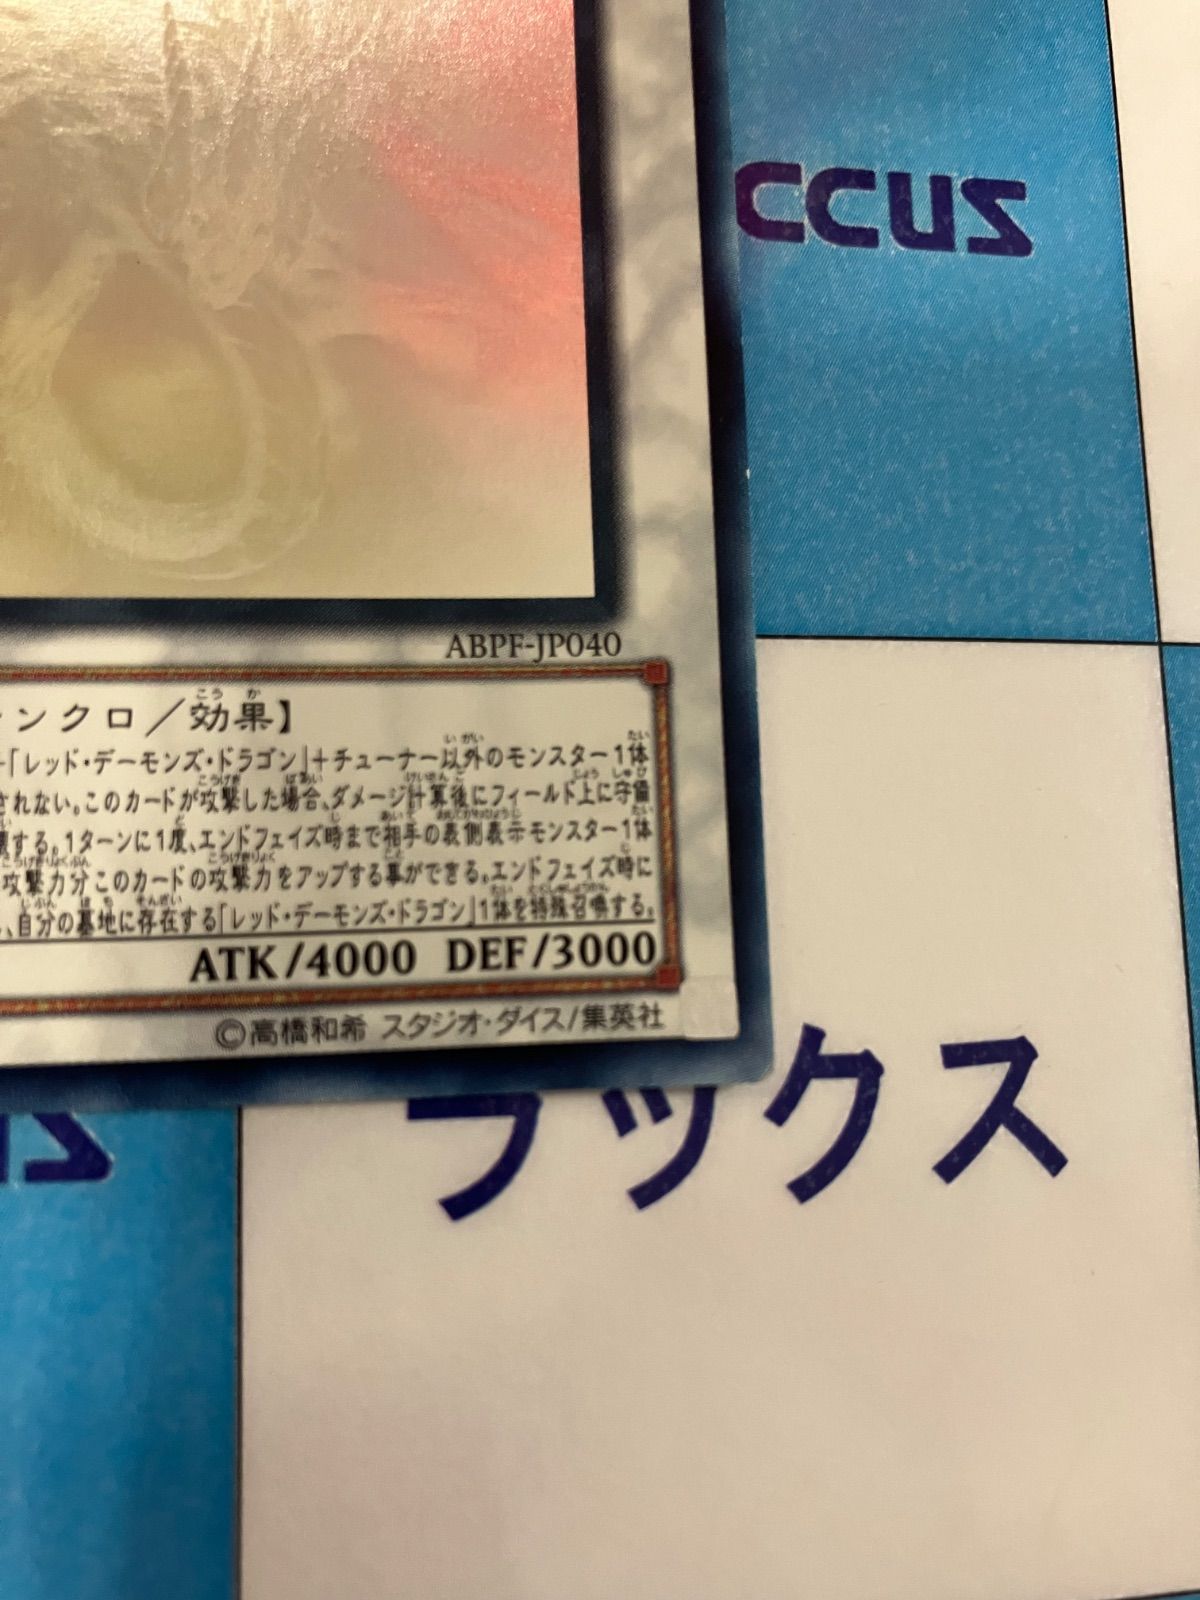 ccus
ABPF-JP040
ンクロ/効果】
「レッド・デーモンズ・ドラゴン」+チューナー以外のモンスター1体
されない。このカードが攻撃した場合、ダメージ計算後にフィールド上に守備
する。1ターンに1度、エンドフェイズ時まで相手の表側表示モンスター1体
攻撃力分このカードの攻撃力をアップする事ができる。エンドフェイズ時に
、自分の墓地に存在する「レッド・デーモンズ・ドラゴン」1体を特殊召喚する。
ATK/4000 DEF/3000
©高橋和希 スタジオ・ダイス/集英社
ラックス